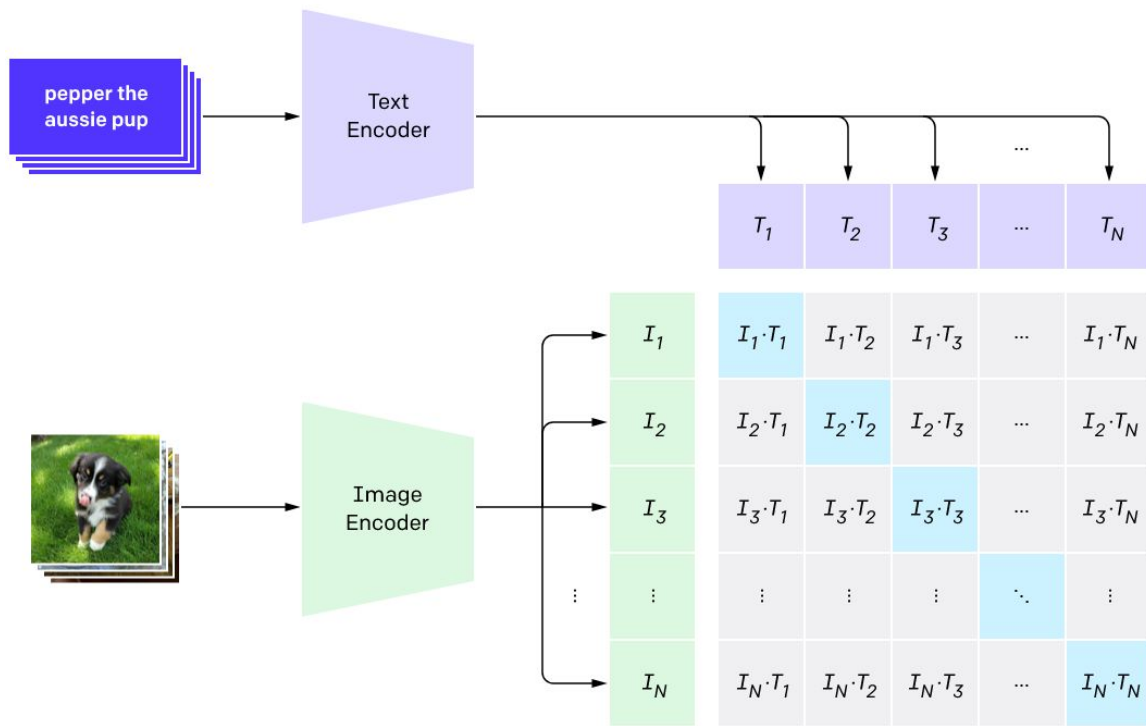 pepper the
aussie pup
Text
Encoder
...
T1 T2 T3 ... TN
I1 I1·T1 I1·T2 I1·T3 ... I1·TN
I2 I2·T1 I2·T2 I2·T3 ... I2·TN
Image
Encoder
I3 I3·T1 I3·T2 I3·T3 ... I3·TN
⋮ ⋮ ⋮ ⋮ ⋮ ⋱ ⋮
IN IN·T1 IN·T2 IN·T3 ... IN·TN